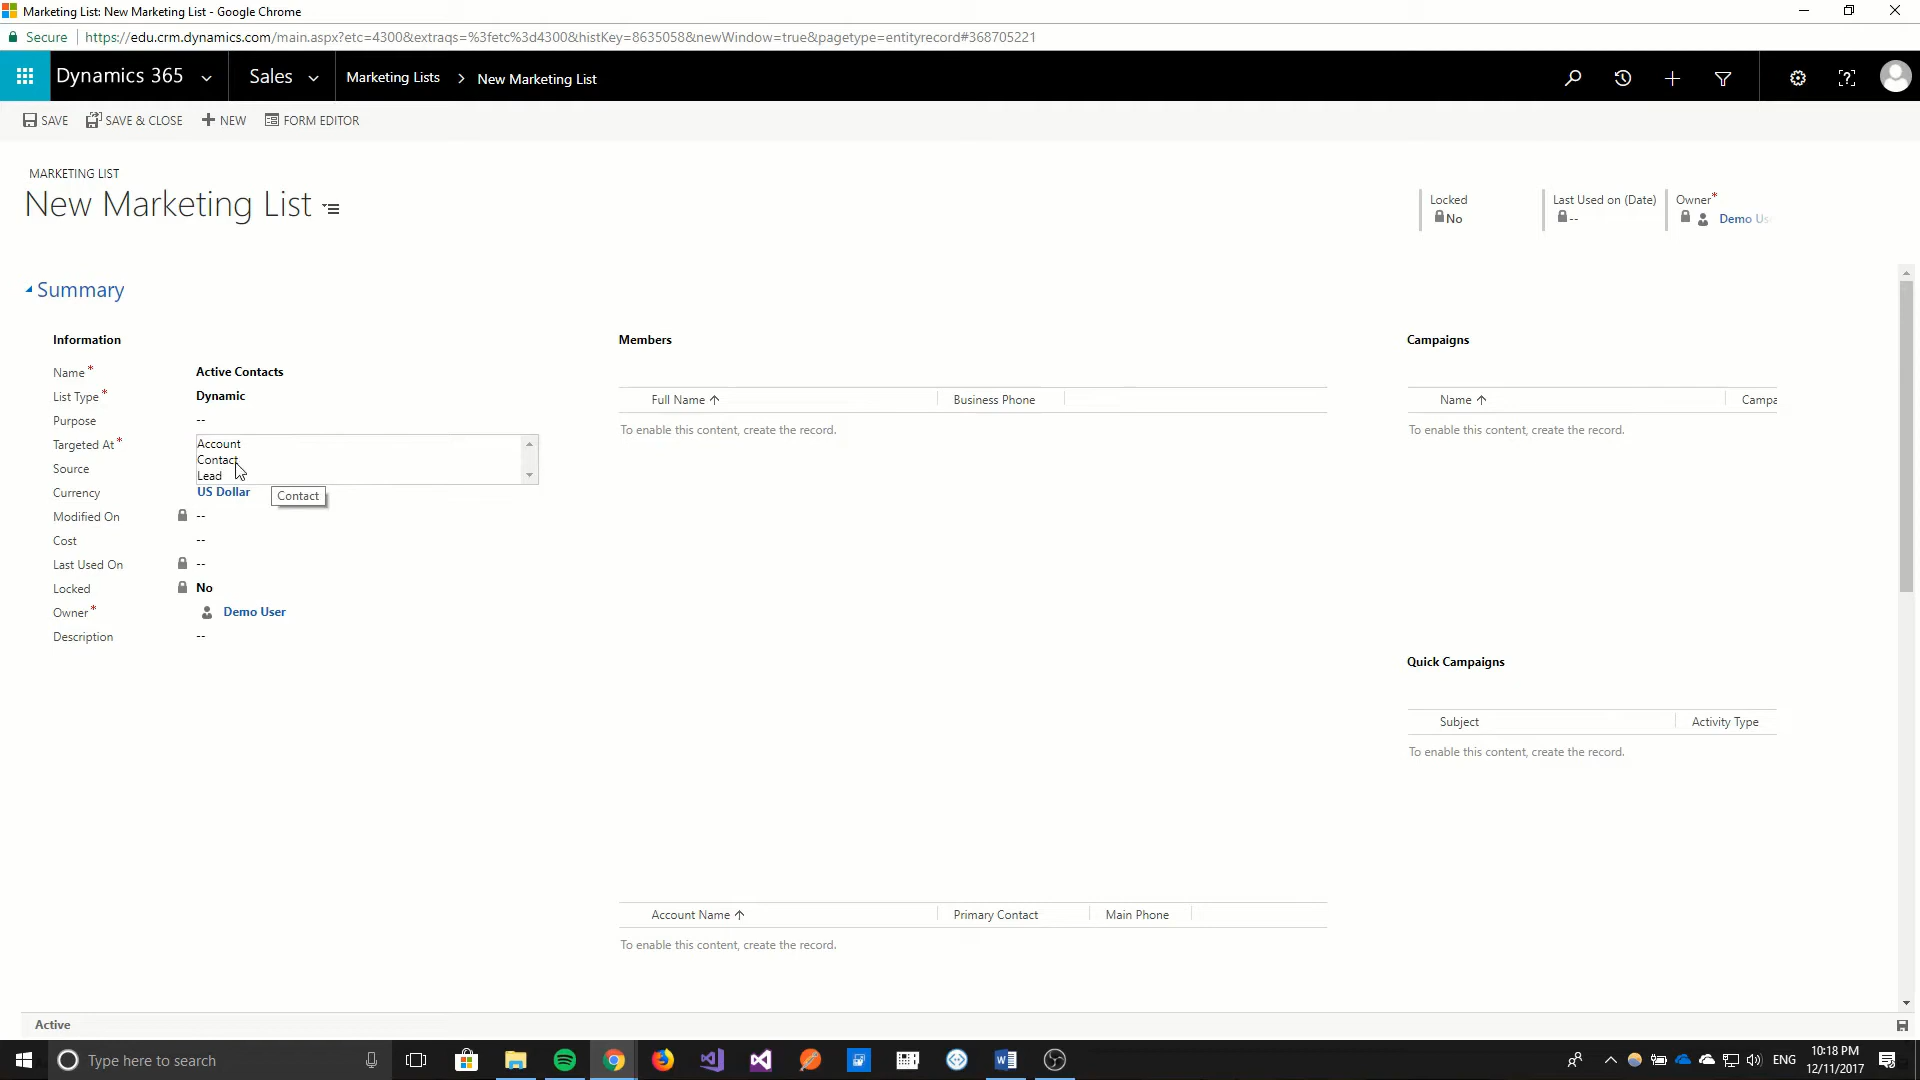 Marketing List: New Marketing List - Google Chrome
Secure https://edu.crm.dynamics.com/main.aspx?etc=4300&extraqs=%3fetc%3d4300&histKey=8635058&newWindow=true&pagetype=entityrecord#368705221
Dynamics 365 Sales Marketing Lists > New Marketing List
SAVE SAVE & CLOSE NEW FORM EDITOR
MARKETING LIST
New Marketing List
Locked
No
Last Used on (Date)
--
Owner*
Demo Us
Summary
Information
Name* Active Contacts
List Type* Dynamic
Purpose --
Targeted At* Account
Contact
Lead
Source
Currency US Dollar
Contact
Modified On --
Cost --
Last Used On --
Locked No
Owner* Demo User
Description --
Members
Full Name Business Phone
To enable this content, create the record.
Account Name Primary Contact Main Phone
To enable this content, create the record.
Campaigns
Name Campa
To enable this content, create the record.
Quick Campaigns
Subject Activity Type
To enable this content, create the record.
Active
Type here to search
ENG
10:18 PM
12/11/2017